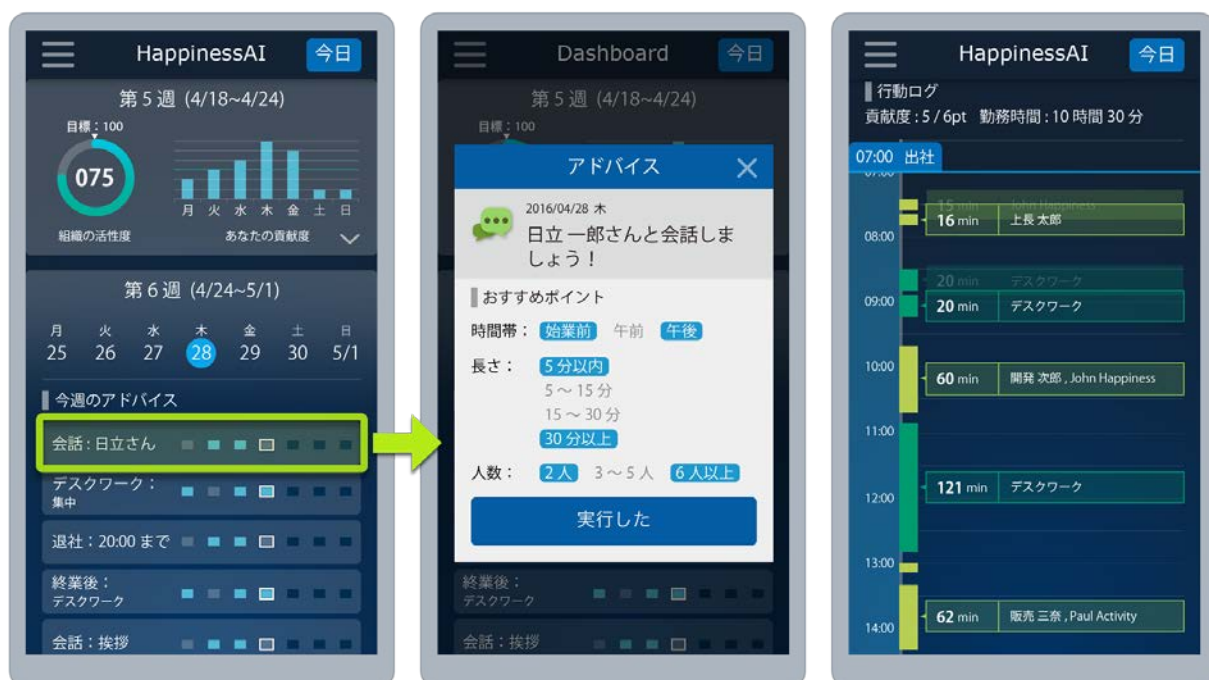 HappinessAI
今日
第 5 週 (4/18~4/24)
目標：100
075
月 火 水 木 金 土 日
組織の活性度
あなたの貢献度
第 6 週 (4/24~5/1)
月 火 水 木 金 土 日
25 26 27 28 29 30 5/1
今週のアドバイス
会話：日立さん
デスクワーク：
集中
退社：20:00 まで
終業後：
デスクワーク
会話：挨拶
Dashboard
今日
第 5 週 (4/18~4/24)
目標：100
アドバイス
2016/04/28 木
日立 一郎さんと会話しま
しょう！
おすすめポイント
時間帯： 始業前 午前 午後
長さ： 5 分以内
5 ～ 15 分
15 ～ 30 分
30 分以上
人数： 2 人 3 ～ 5 人 6 人以上
実行した
終業後：
デスクワーク
会話：挨拶
HappinessAI
今日
行動ログ
貢献度 : 5 / 6pt 勤務時間 : 10 時間 30 分
07:00 出社
07:00
15 min John Happiness
16 min 上長 太郎
08:00
20 min デスクワーク
09:00
20 min デスクワーク
10:00
60 min 開発 次郎 , John Happiness
11:00
121 min デスクワーク
12:00
13:00
62 min 販売 三奈 , Paul Activity
14:00